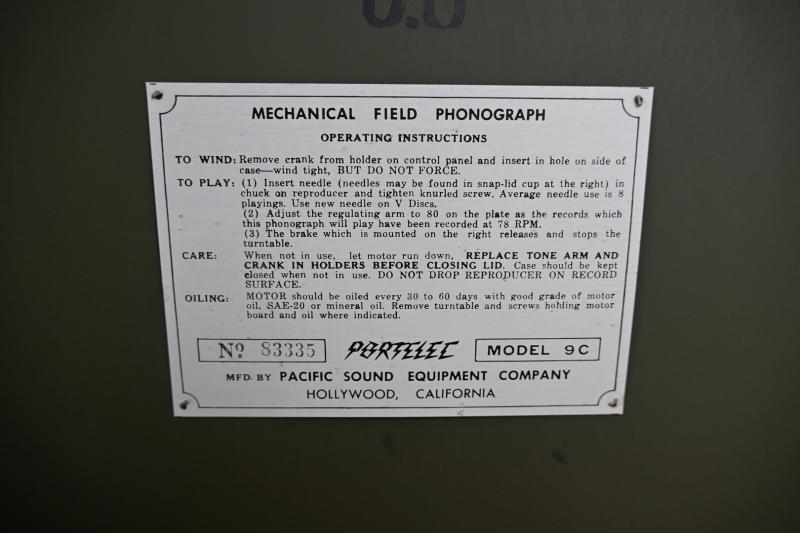 0.0
MECHANICAL FIELD PHONOGRAPH
OPERATING INSTRUCTIONS
TO WIND: Remove crank from holder on control panel and insert in hole on side of
case—wind tight, BUT DO NOT FORCE.
TO PLAY: (1) Insert needle (needles may be found in snap-lid cup at the right) in
chuck on reproducer and tighten knurled screw. Average needle use is 8
playings. Use new needle on V Discs.
(2) Adjust the regulating arm to 80 on the plate as the records which
this phonograph will play have been recorded at 78 RPM.
(3) The brake which is mounted on the right releases and stops the
turntable.
CARE: When not in use, let motor run down, REPLACE TONE ARM AND
CRANK IN HOLDERS BEFORE CLOSING LID. Case should be kept
closed when not in use. DO NOT DROP REPRODUCER ON RECORD
SURFACE.
OILING: MOTOR should be oiled every 30 to 60 days with good grade of motor
oil, SAE-20 or mineral oil. Remove turntable and screws holding motor
board and oil where indicated.
No. 83335 PORTELEC MODEL 9C
MFD. BY PACIFIC SOUND EQUIPMENT COMPANY
HOLLYWOOD, CALIFORNIA